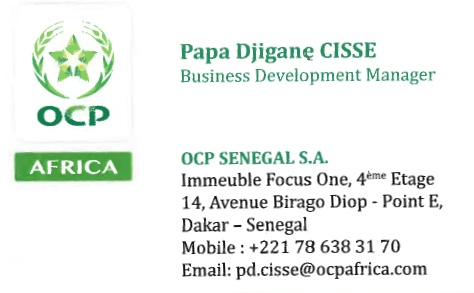 OCP
AFRICA
Papa Djiganę CISSE
Business Development Manager
OCP SENEGAL S.A.
Immeuble Focus One, 4ème Etage
14, Avenue Birago Diop - Point E,
Dakar – Senegal
Mobile : +221 78 638 31 70
Email: pd.cisse@ocpafrica.com